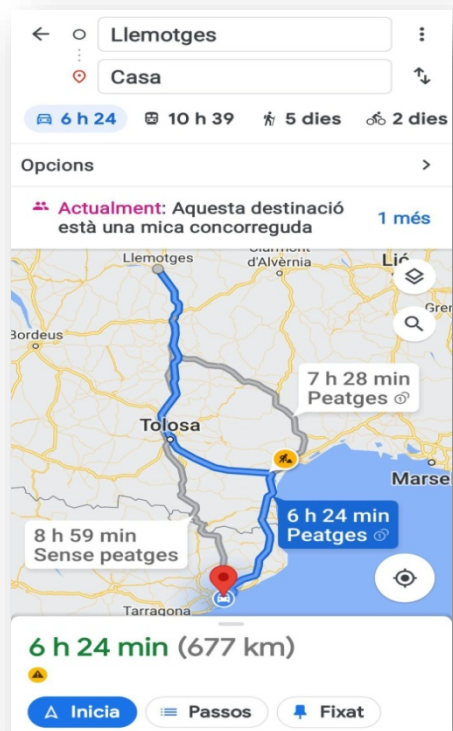 Llemotges
Casa
6 h 24 10 h 39 5 dies 2 dies
Opcions
Actualment: Aquesta destinació
està una mica concorreguda
1 més
Llemotges
Clarmont
d'Alvèrnia
Lió
Bordeus
7 h 28 min
Peatges
Tolosa
6 h 24 min
Peatges
8 h 59 min
Sense peatges
Tarragona
6 h 24 min (677 km)
Inicia Passos Fixat